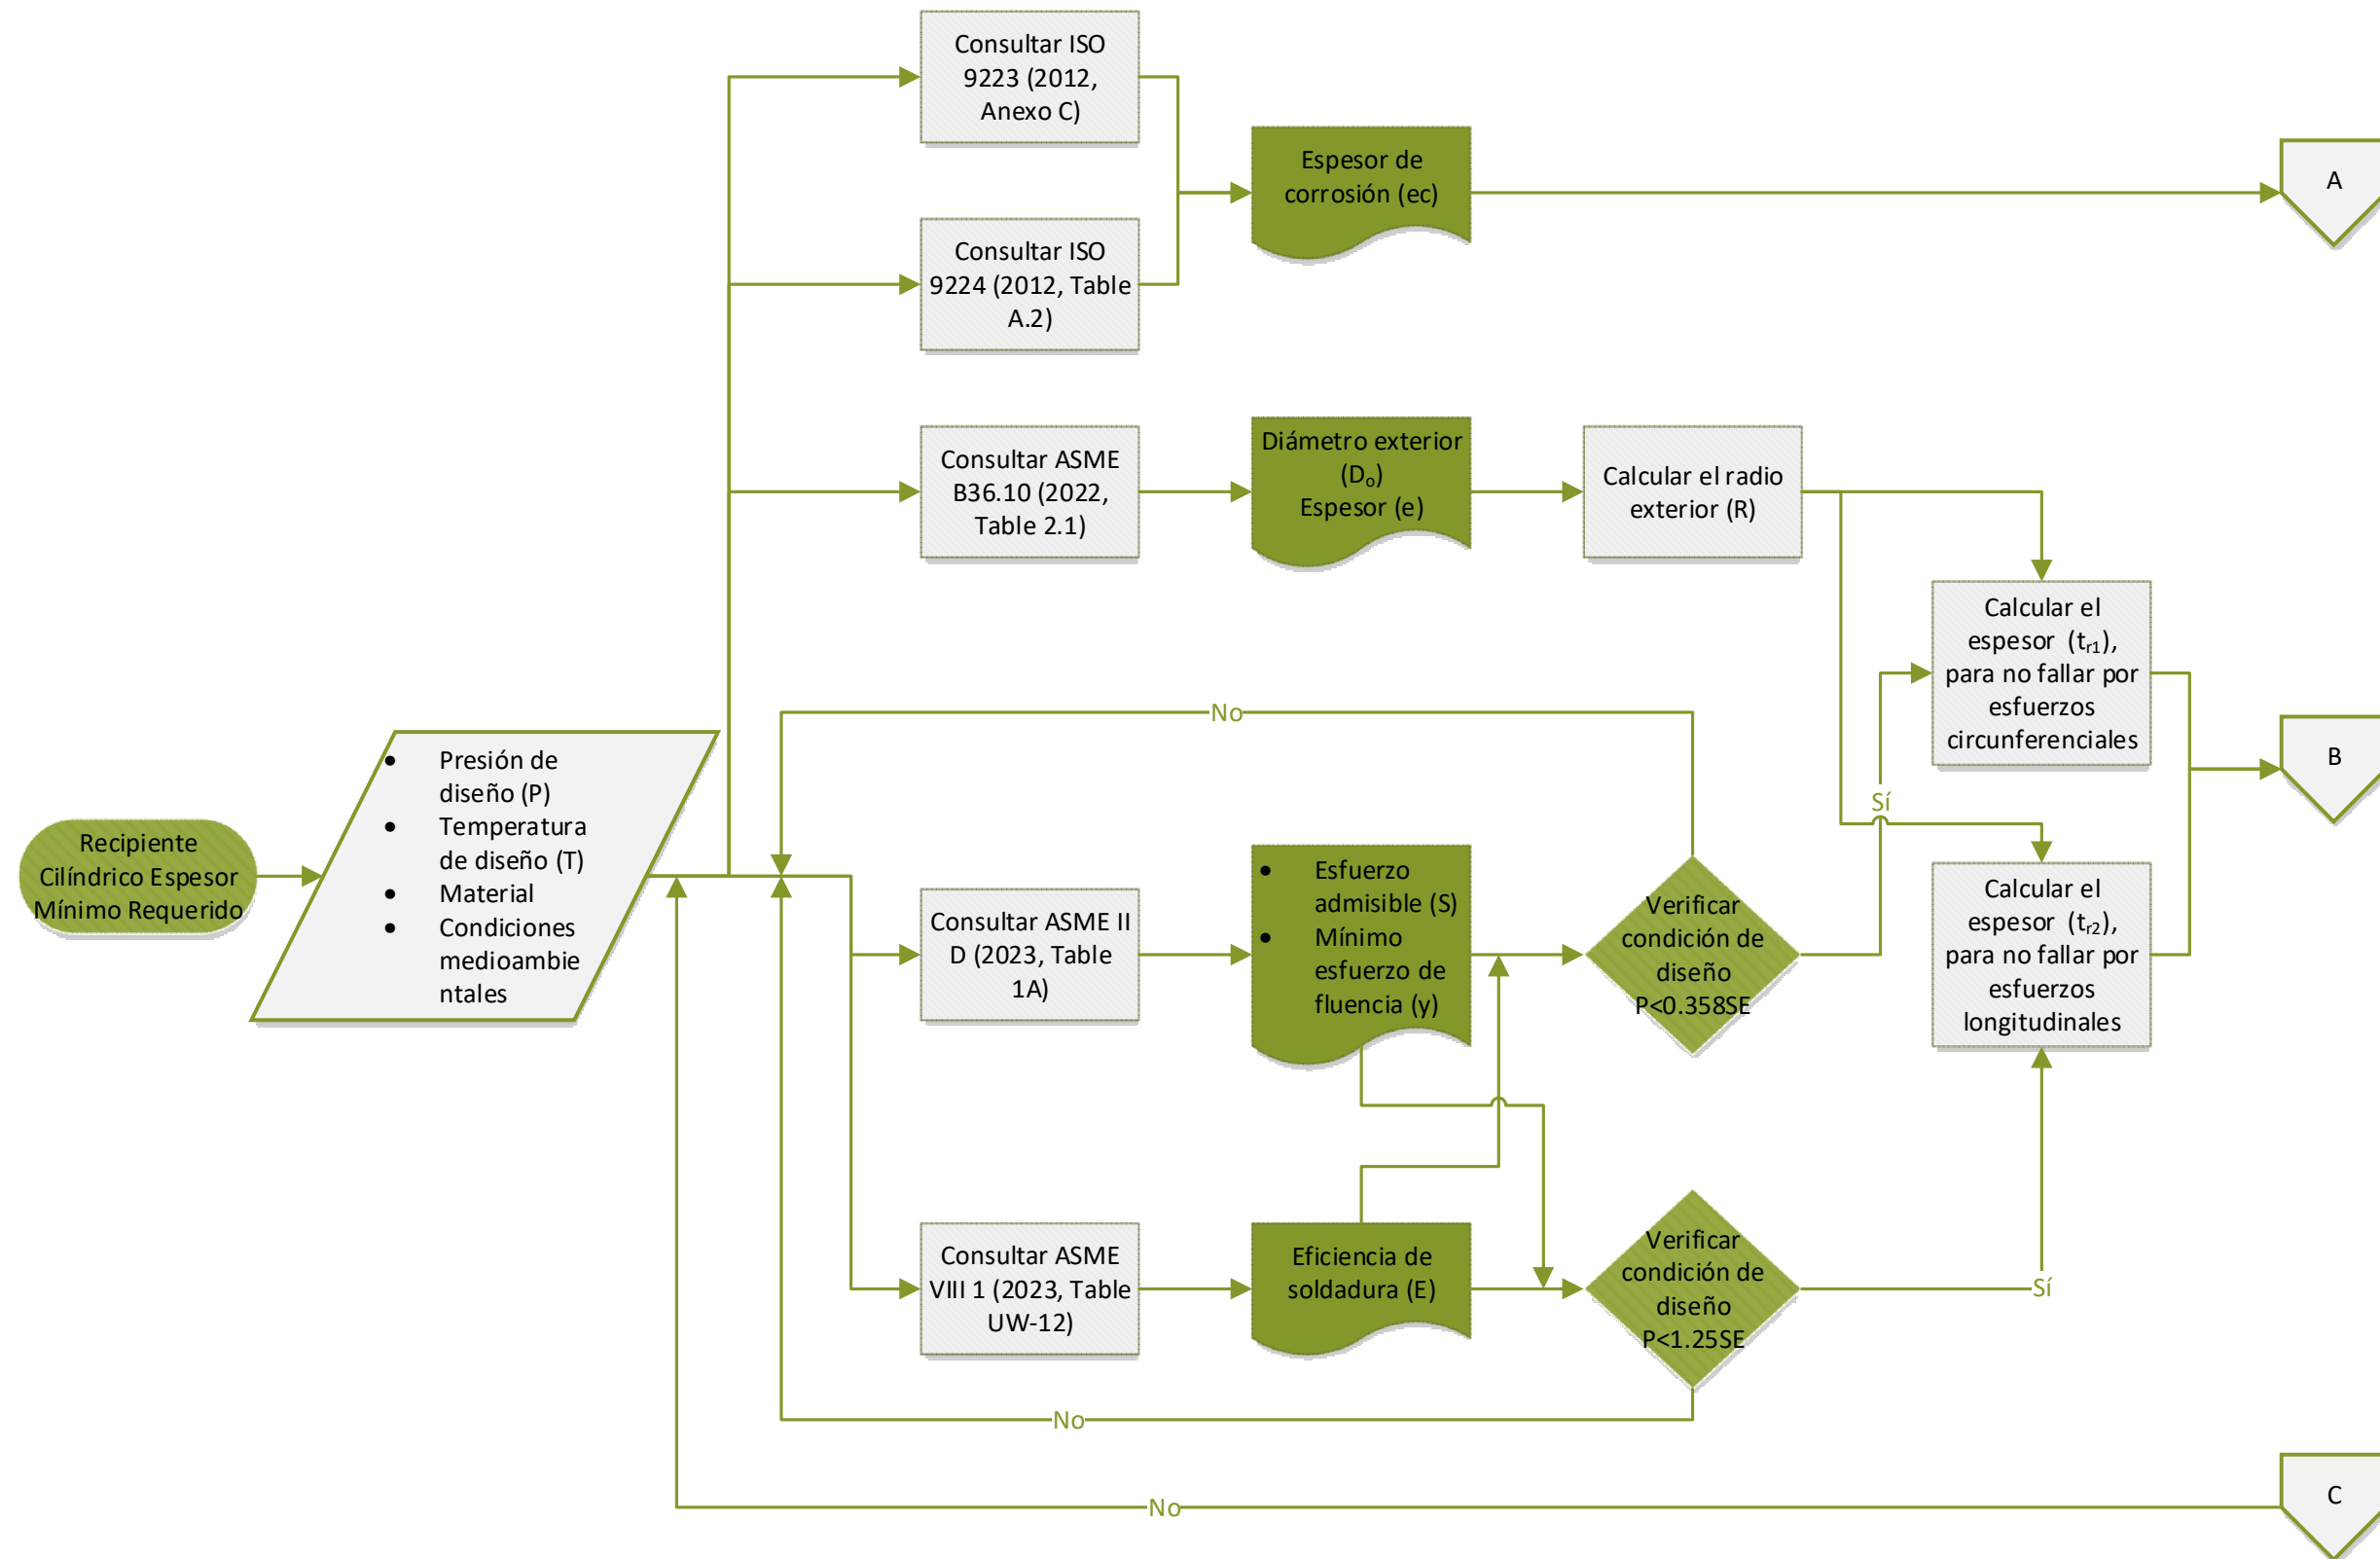 Consultar ISO
9223 (2012,
Anexo C)
Espesor de
corrosión (ec)
A
Consultar ISO
9224 (2012, Table
A.2)
Consultar ASME
B36.10 (2022,
Table 2.1)
Diámetro exterior
(Do)
Espesor (e)
Calcular el radio
exterior (R)
Calcular el
espesor (tr1),
para no fallar por
esfuerzos
circunferenciales
No
B
• Presión de
diseño (P)
• Temperatura
de diseño (T)
• Material
• Condiciones
medioambie
ntales
Sí
Recipiente
Cilíndrico Espesor
Mínimo Requerido
Consultar ASME II
D (2023, Table
1A)
• Esfuerzo
admisible (S)
• Mínimo
esfuerzo de
fluencia (y)
Verificar
condición de
diseño
P<0.358SE
Calcular el
espesor (tr2),
para no fallar por
esfuerzos
longitudinales
Consultar ASME
VIII 1 (2023, Table
UW-12)
Eficiencia de
soldadura (E)
Verificar
condición de
diseño
P<1.25SE
Sí
No
C
No